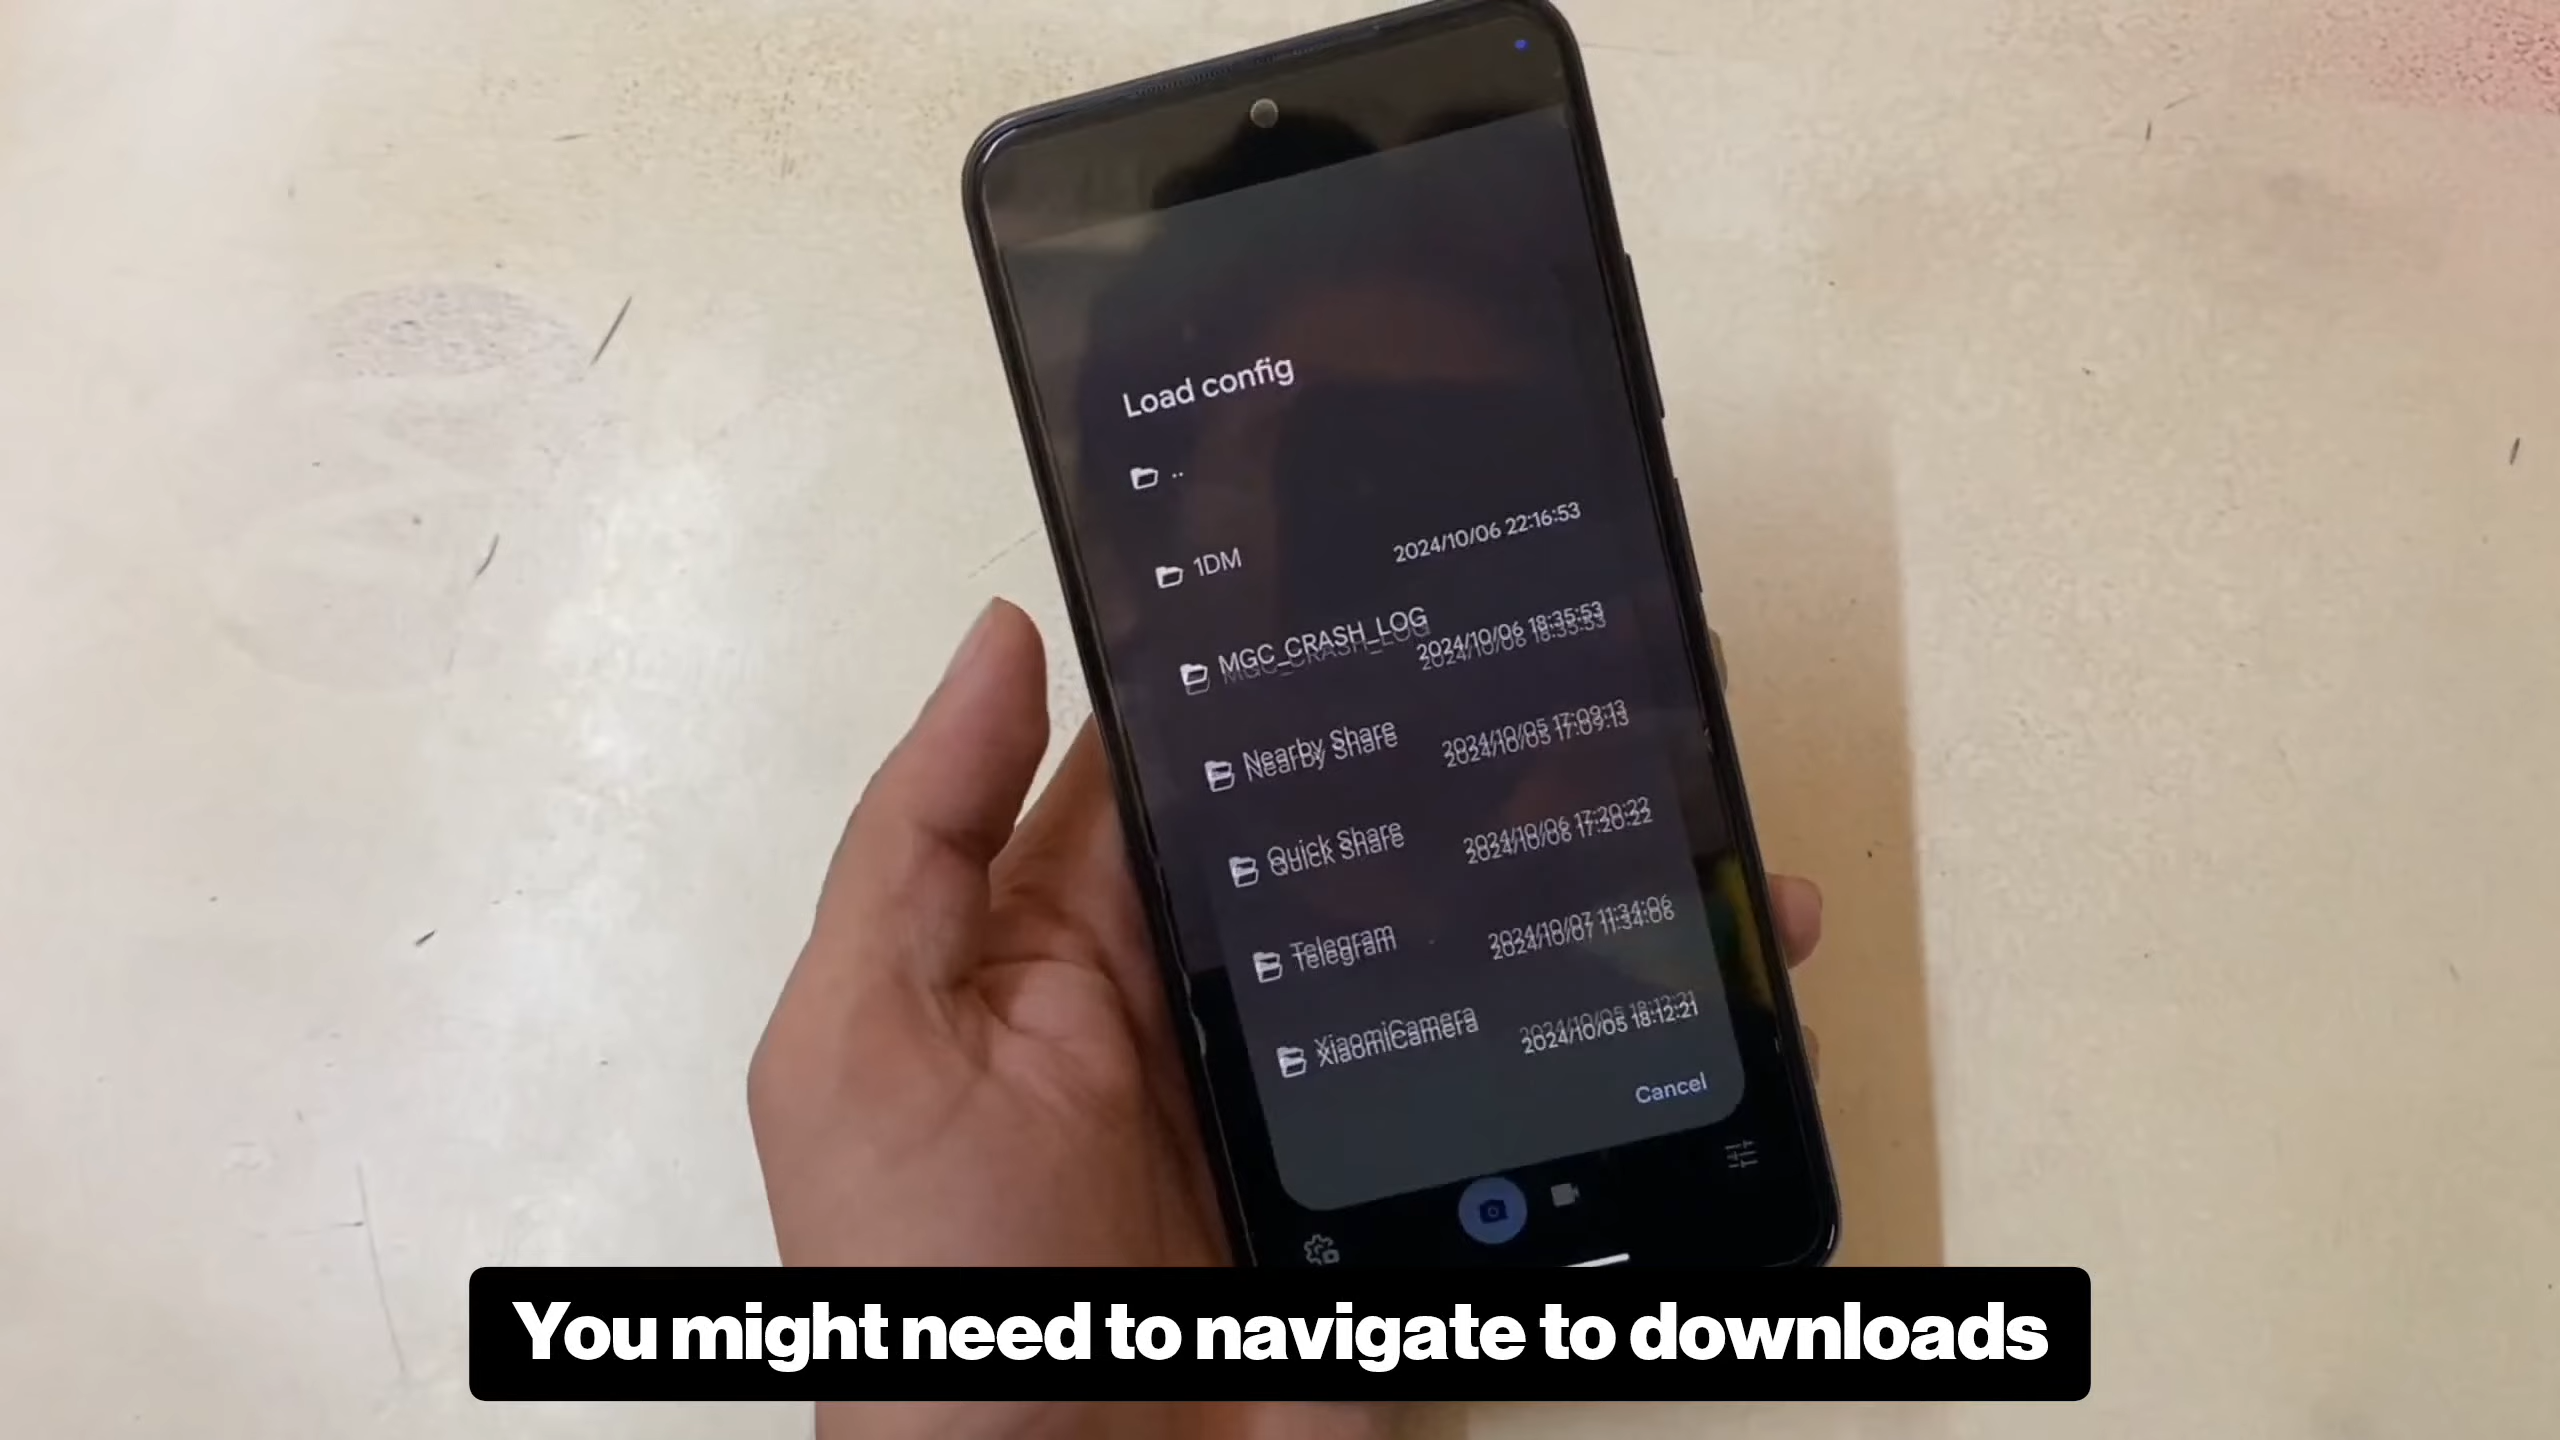 Load config
..
1DM 2024/10/06 22:16:53
MGC_CRASH_LOG 2024/10/06 18:35:53
Nearby Share 2024/10/05 17:09:13
Quick Share 2024/10/06 17:20:22
Telegram 2024/10/07 11:34:06
XiaomiCamera 2024/10/05 18:12:21
Cancel
You might need to navigate to downloads